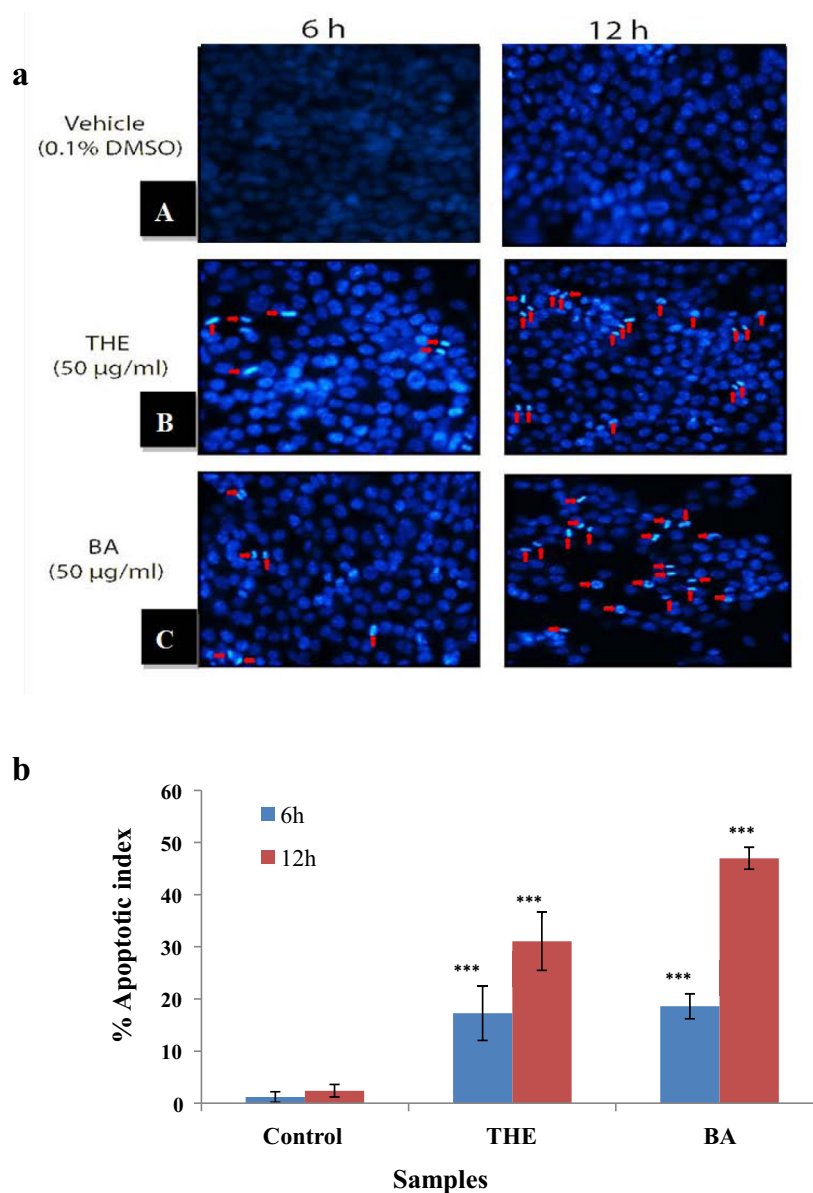 6 h 12 h
a
Vehicle
(0.1% DMSO)
A
THE
(50 µg/ml)
B
BA
(50 µg/ml)
C
b
60
50
40
30
20
10
0
% Apoptotic index
6h
12h
***
***
***
***
Control THE BA
Samples